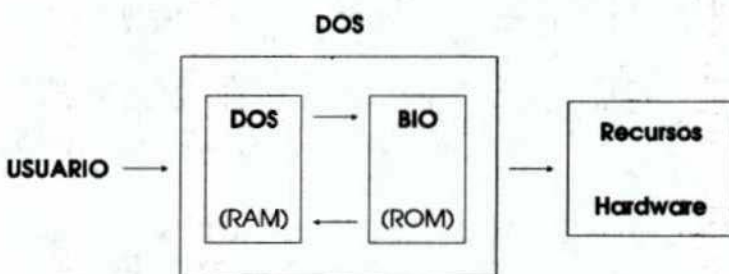 DOS
DOS
BIO
USUARIO
(RAM)
(ROM)
Recursos
Hardware